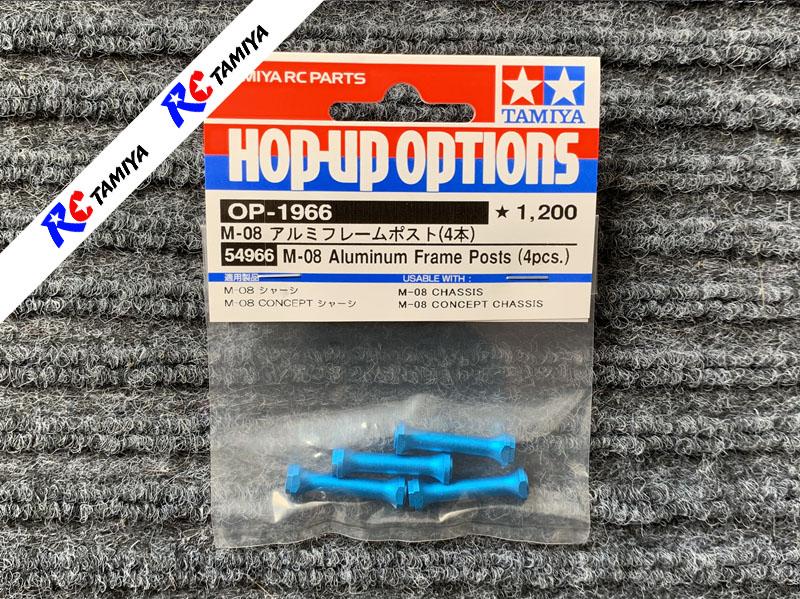 RC TAMIYA
RC TAMIYA
TAMIYA RC PARTS
TAMIYA
HOP-UP OPTIONS
OP-1966
★ 1,200
M-08 アルミフレームポスト(4本)
54966 M-08 Aluminum Frame Posts (4pcs.)
適用製品 USABLE WITH :
M-08 シャーシ M-08 CHASSIS
M-08 CONCEPT シャーシ M-08 CONCEPT CHASSIS